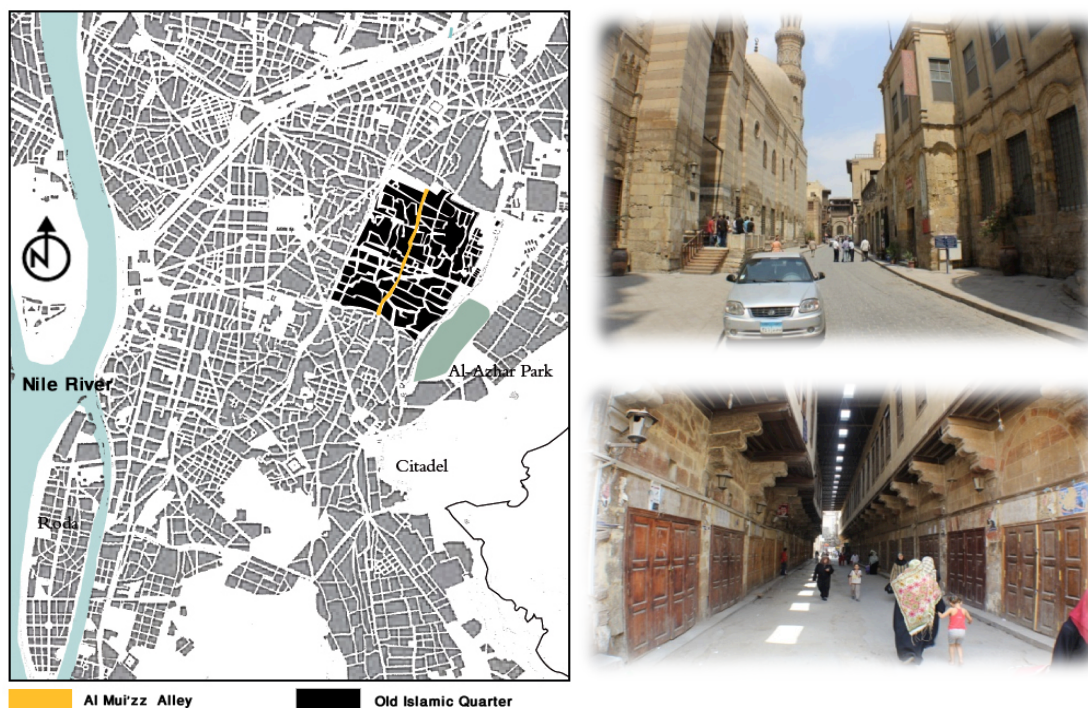 N
Nile River
Al-Azhar Park
Citadel
Roda
Al Mui'zz Alley
Old Islamic Quarter